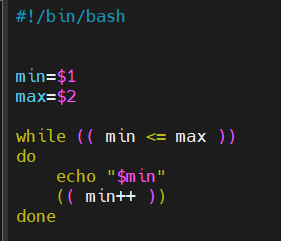 #!/bin/bash
min=$1
max=$2
while (( min <= max ))
do
    echo "$min"
    (( min++ ))
done